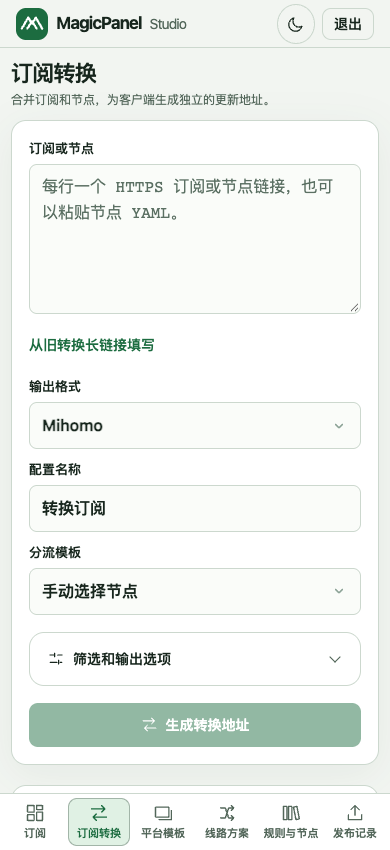 MagicPanel Studio
退出
订阅转换
合并订阅和节点，为客户端生成独立的更新地址。
订阅或节点
每行一个 HTTPS 订阅或节点链接，也可
以粘贴节点 YAML。
从旧转换长链接填写
输出格式
Mihomo
配置名称
转换订阅
分流模板
手动选择节点
筛选和输出选项
生成转换地址
订阅
订阅转换
平台模板
线路方案
规则与节点
发布记录